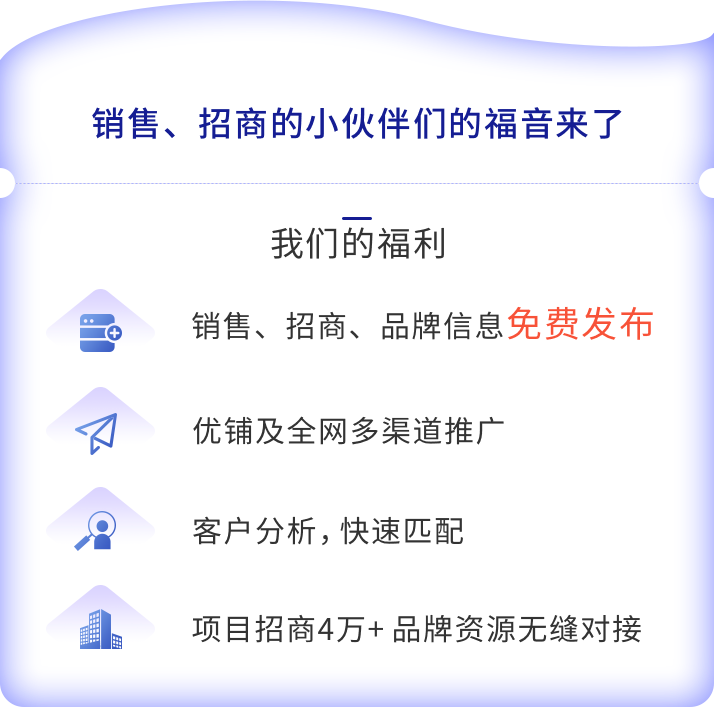 销售、招商的小伙伴们的福音来了
我们的福利
销售、招商、品牌信息免费发布
优铺及全网多渠道推广
客户分析，快速匹配
项目招商4万+ 品牌资源无缝对接